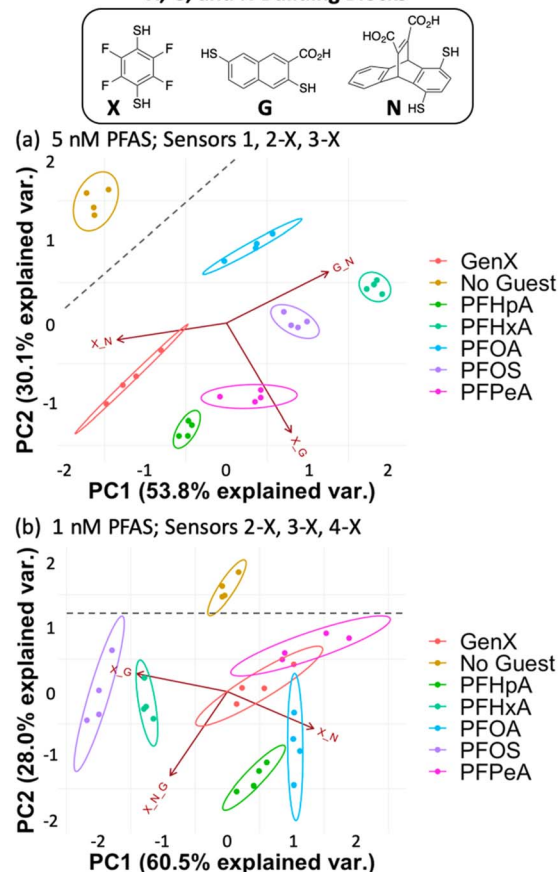 SH
F
F
F
F
SH
X
HS
CO₂H
SH
G
CO₂H
HO₂C
SH
HS
N
(a) 5 nM PFAS; Sensors 1, 2-X, 3-X
2
1
0
-1
-2
-1
0
1
2
PC2 (30.1% explained var.)
PC1 (53.8% explained var.)
G_N
X_N
X_G
GenX
No Guest
PFHpA
PFHxA
PFOA
PFOS
PFPeA
(b) 1 nM PFAS; Sensors 2-X, 3-X, 4-X
2
1
0
-1
-2
-2
-1
0
1
2
PC2 (28.0% explained var.)
PC1 (60.5% explained var.)
X_G
X_N
X_N_G
GenX
No Guest
PFHpA
PFHxA
PFOA
PFOS
PFPeA